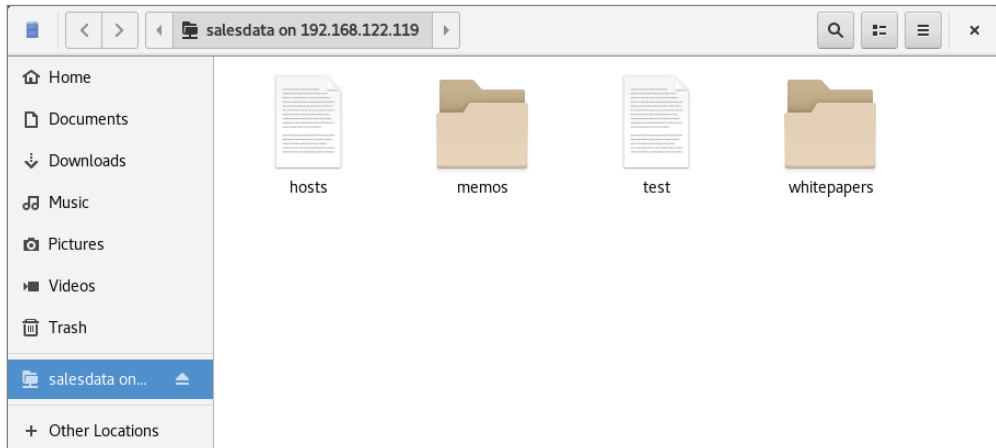 salesdata on 192.168.122.119
Home
Documents
Downloads
Music
Pictures
Videos
Trash
salesdata on...
Other Locations
hosts
memos
test
whitepapers